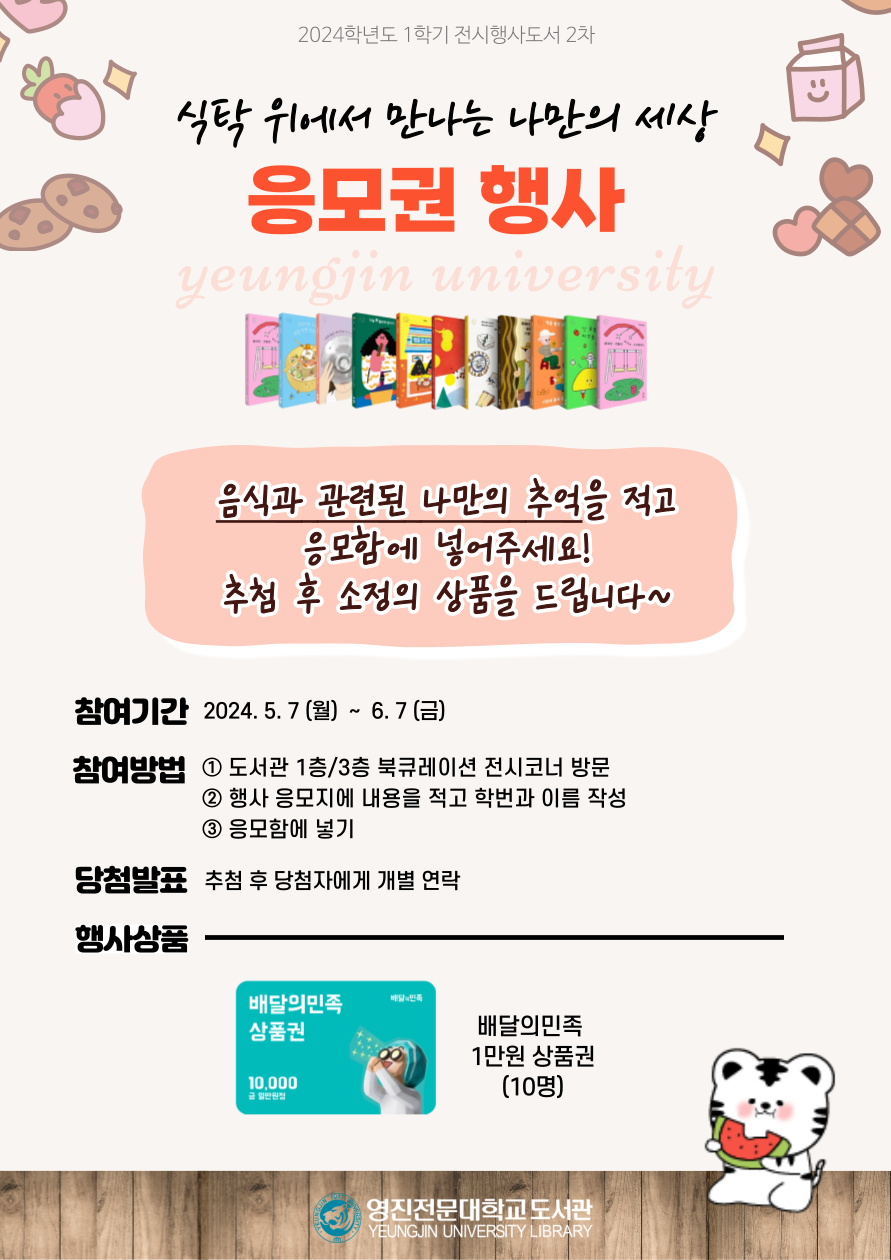 2024학년도 1학기 전시행사도서 2차
식탁 위에서 만나는 나만의 세상
응모권 행사
yeungjin university
음식과 관련된 나만의 추억을 적고
응모함에 넣어주세요!
추첨 후 소정의 상품을 드립니다~
참여기간 2024. 5. 7 (월) ~ 6. 7 (금)
참여방법 ① 도서관 1층/3층 북큐레이션 전시코너 방문
② 행사 응모지에 내용을 적고 학번과 이름 작성
③ 응모함에 넣기
당첨발표 추첨 후 당첨자에게 개별 연락
행사상품
배달의민족 배달의민족
상품권
10,000
금 일만원정
배달의민족
1만원 상품권
(10명)
영진전문대학교 도서관
YEUNGJIN UNIVERSITY LIBRARY